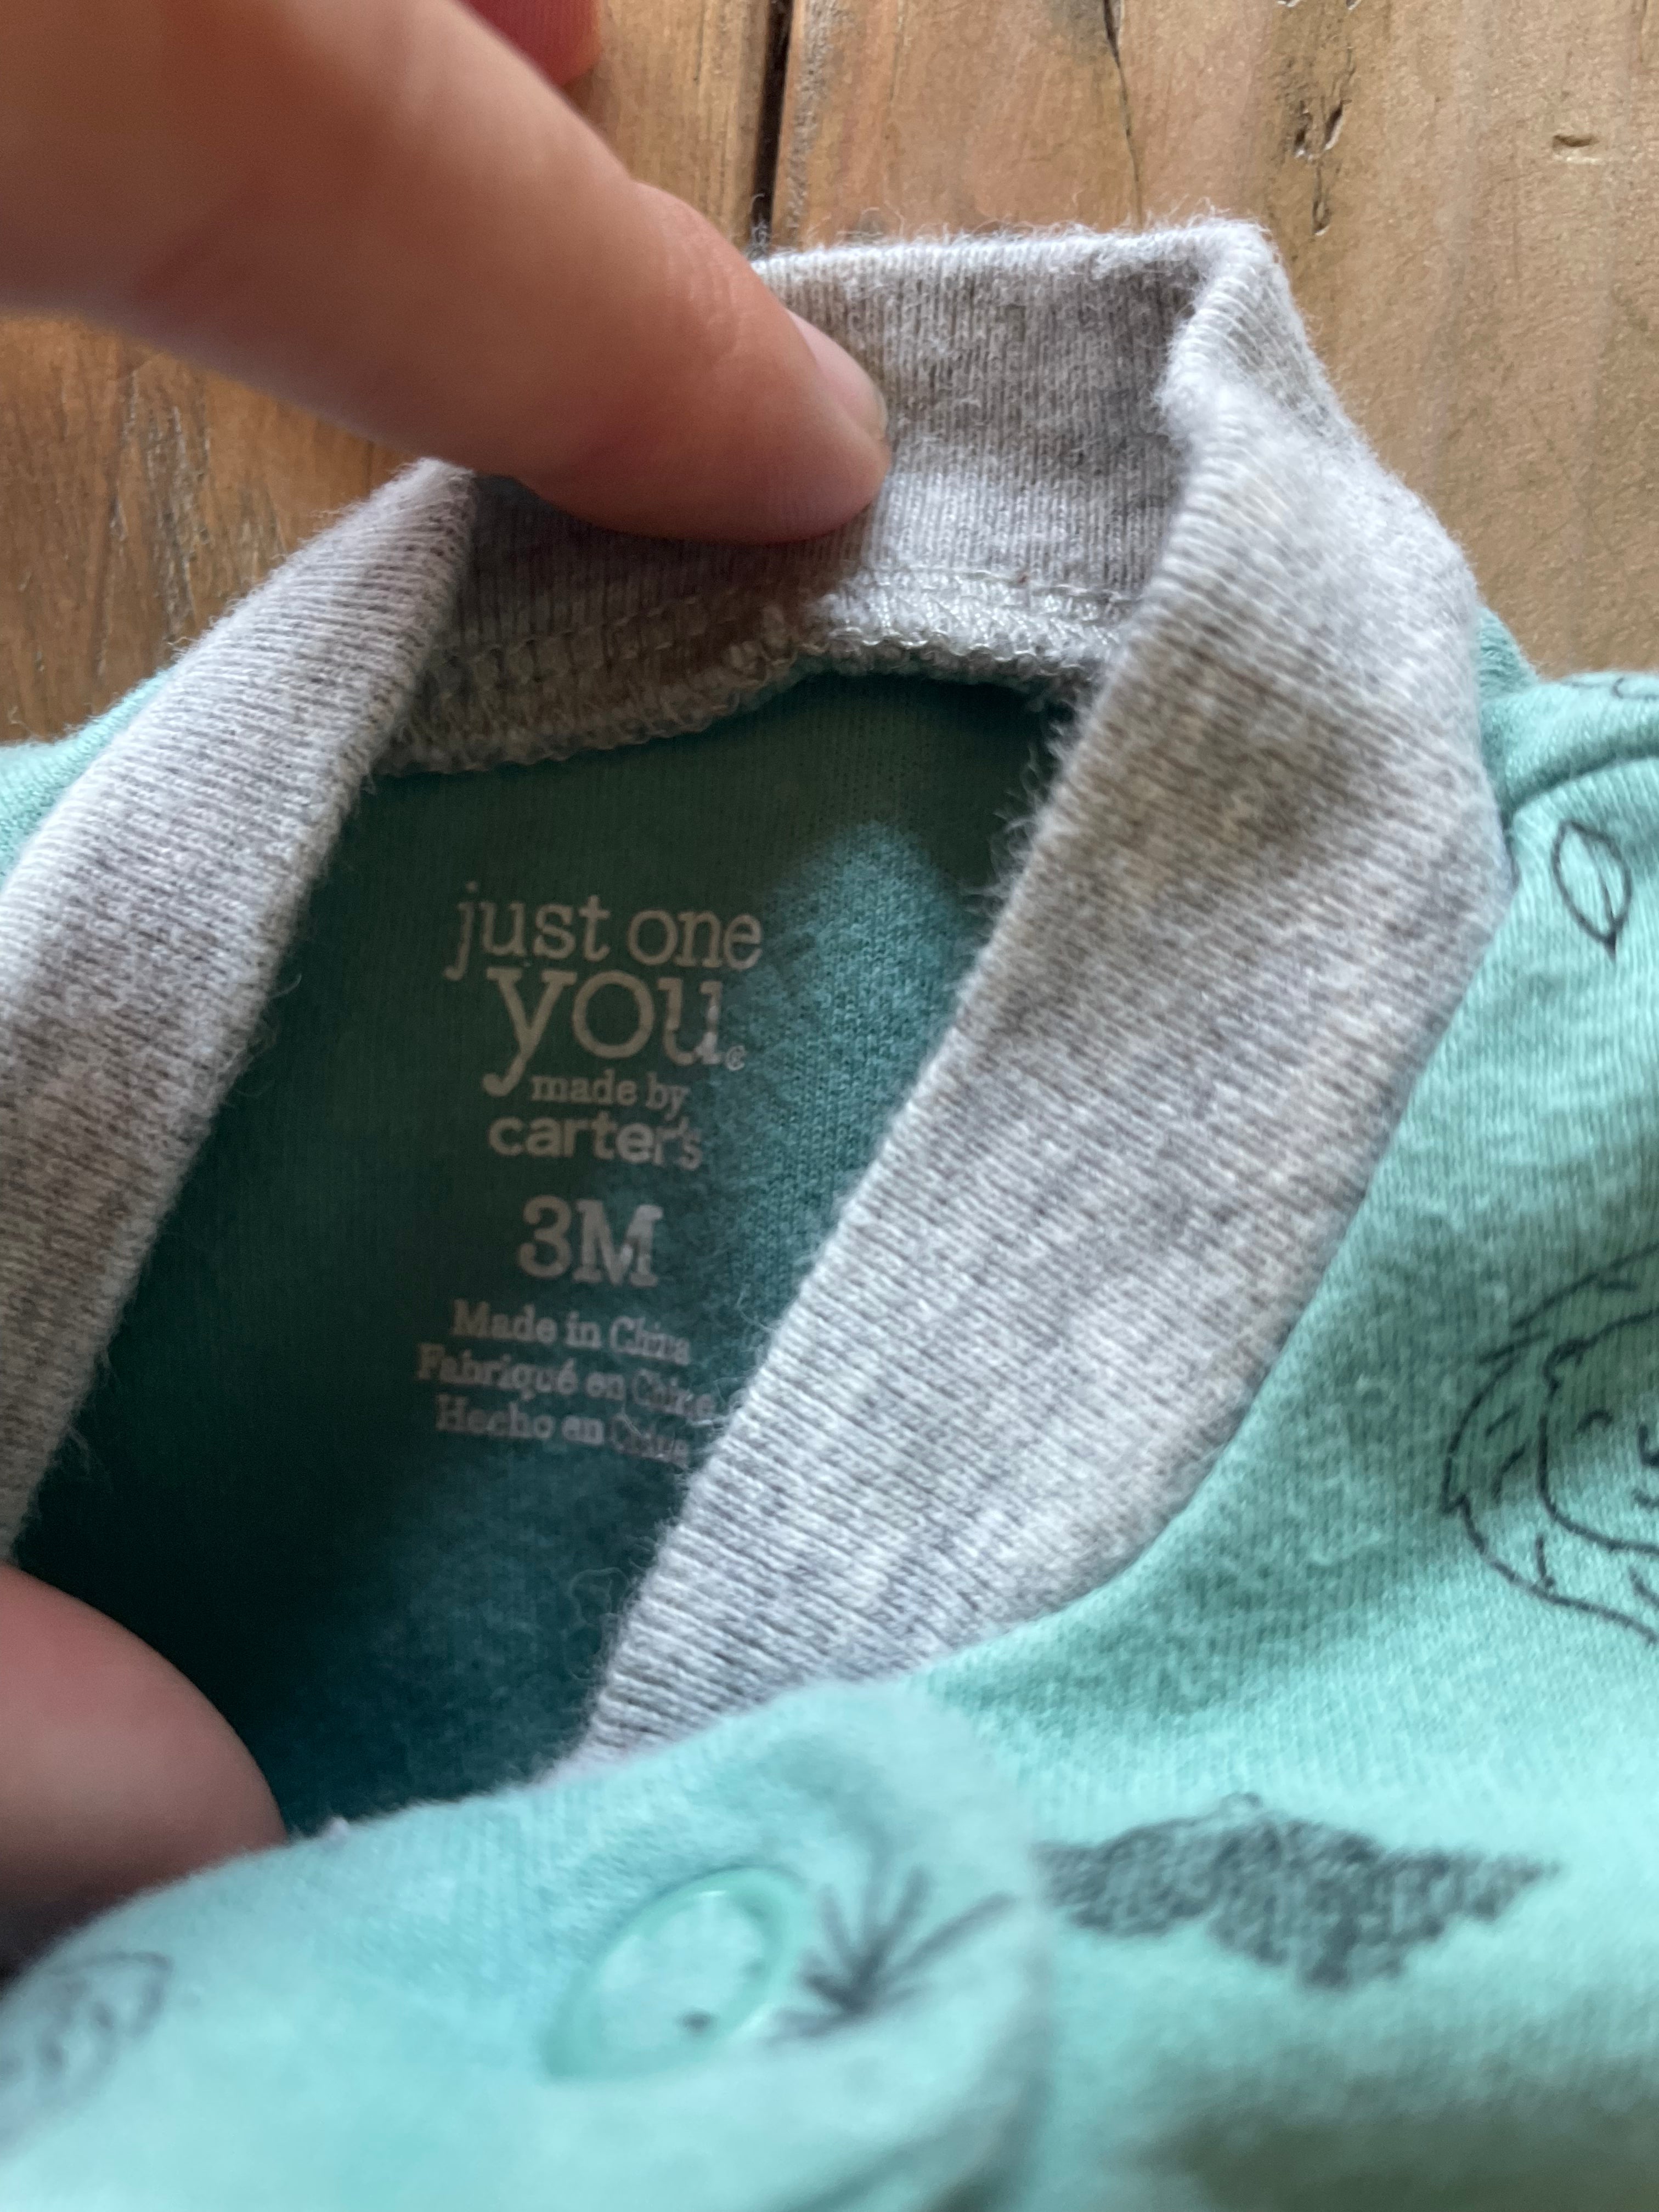 just one
you®
made by
carter's
3M
Made in China
Fabriqué en Chine
Hecho en China